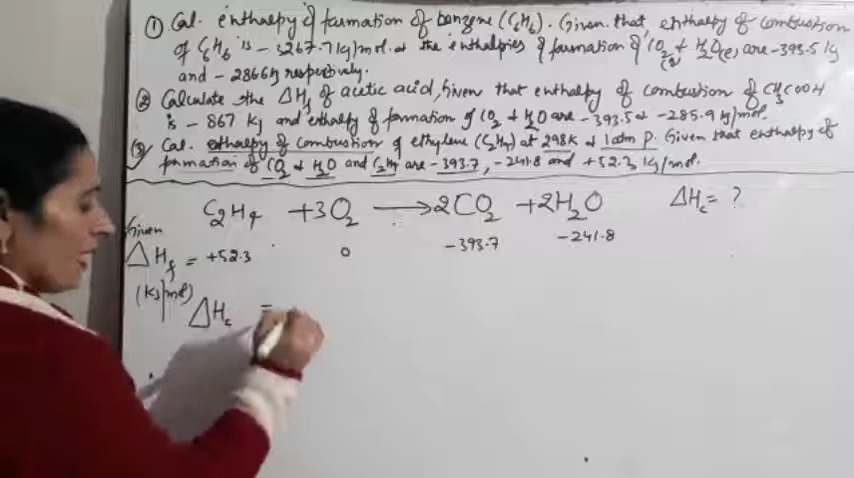 ① Cal. enthalpy of formation of benzene (C6H6). Given that, enthalpy of combustion
of C6H6 is - 3267.7 kJ/mol. & the enthalpies of formation of CO2(g) + H2O(l) are -393.5 kJ
and - 286.6 kJ respectively.
② Calculate the ΔHf of acetic acid, Given that enthalpy of combustion of CH3COOH
is - 867 kJ and enthalpy of formation of CO2 + H2O are -393.5 & -285.9 kJ/mol.
③ Cal. enthalpy of combustion of ethylene (C2H4) at 298K & 1atm P. Given that enthalpy of
formation of CO2 + H2O and C2H4 are -393.7, -241.8 and +52.3 kJ/mol.
C2H4 +3O2 → 2CO2 +2H2O ΔHc = ?
Given
ΔHf = +52.3 0 -393.7 -241.8
(kJ/mol)
ΔHc =